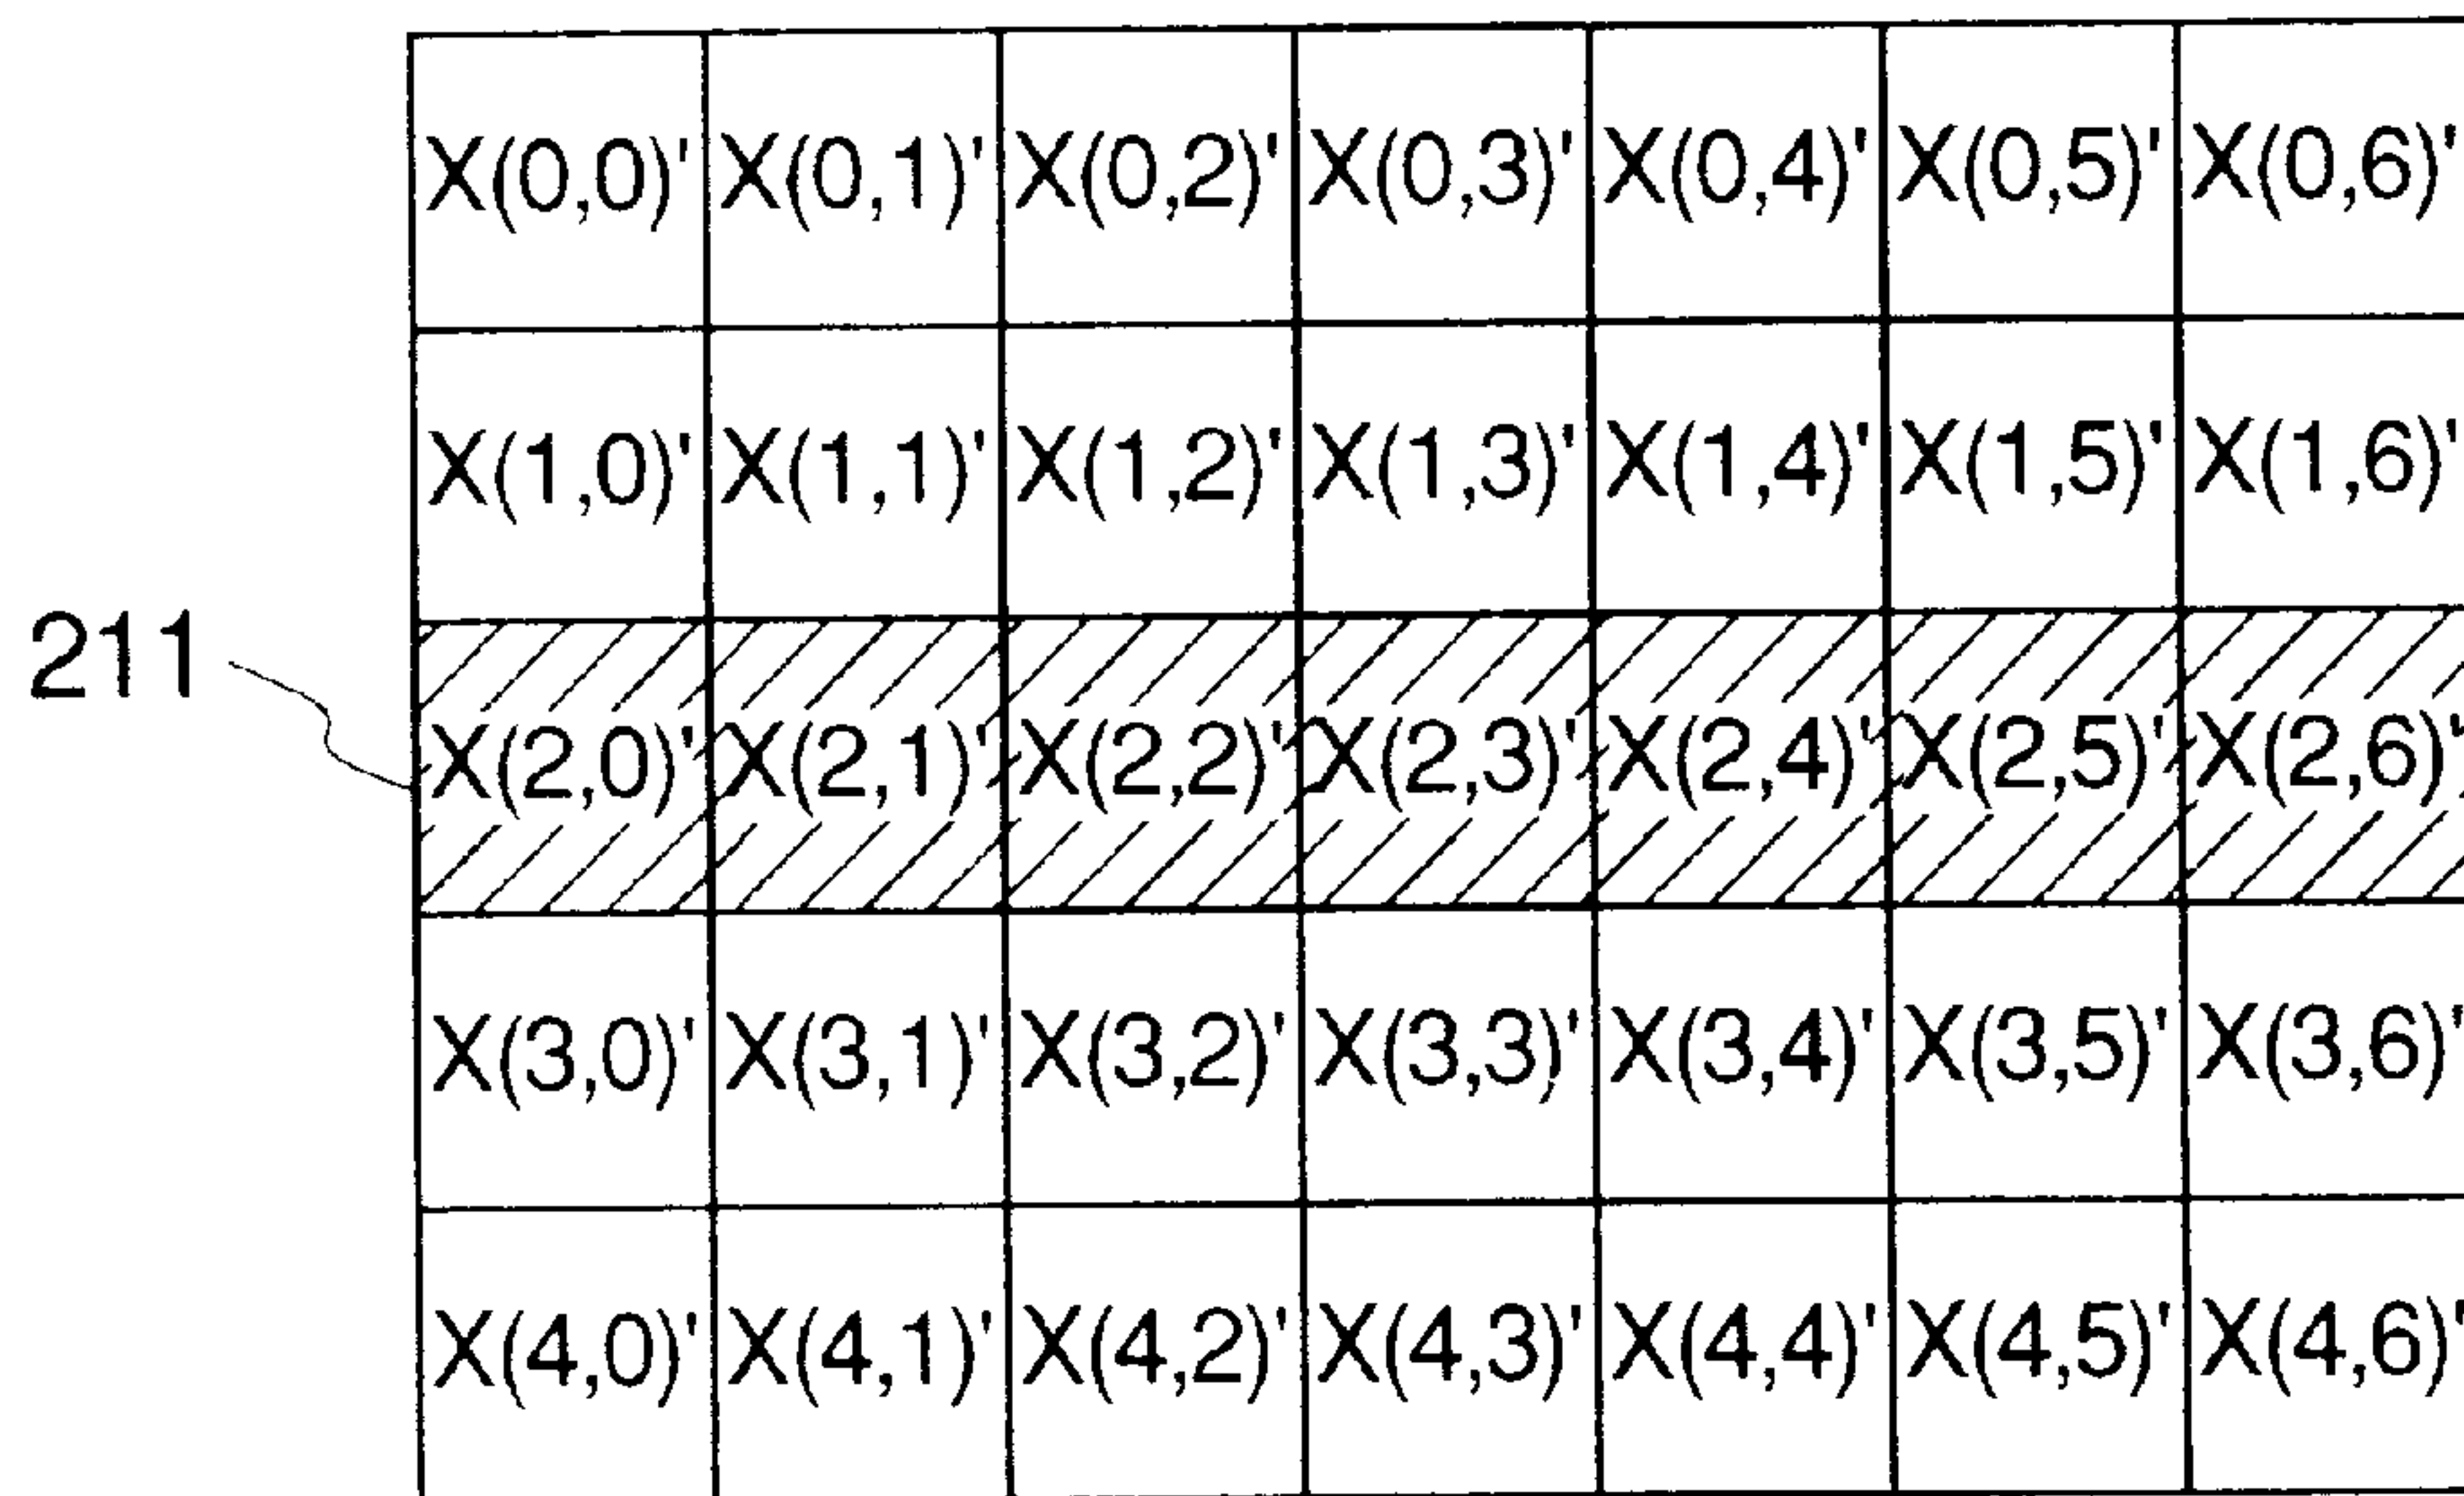 X(0,0)' X(0,1)' X(0,2)' X(0,3)' X(0,4)' X(0,5)' X(0,6)'
X(1,0)' X(1,1)' X(1,2)' X(1,3)' X(1,4)' X(1,5)' X(1,6)'
211
X(2,0)' X(2,1)' X(2,2)' X(2,3)' X(2,4)' X(2,5)' X(2,6)'
X(3,0)' X(3,1)' X(3,2)' X(3,3)' X(3,4)' X(3,5)' X(3,6)'
X(4,0)' X(4,1)' X(4,2)' X(4,3)' X(4,4)' X(4,5)' X(4,6)'